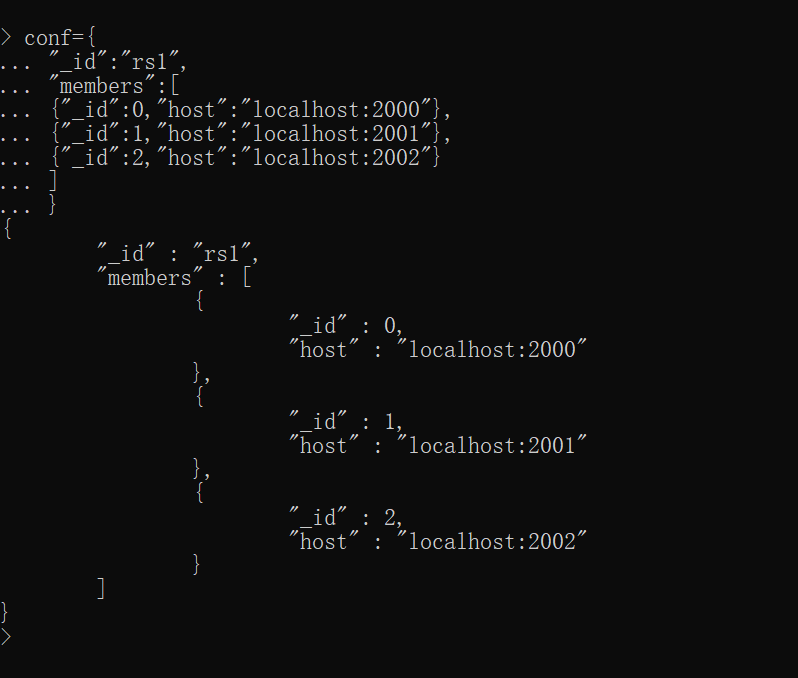 > conf={
... "_id":"rs1",
... "members":[
... {"_id":0,"host":"localhost:2000"},
... {"_id":1,"host":"localhost:2001"},
... {"_id":2,"host":"localhost:2002"}
... ]
... }
{
        "_id" : "rs1",
        "members" : [
                {
                        "_id" : 0,
                        "host" : "localhost:2000"
                },
                {
                        "_id" : 1,
                        "host" : "localhost:2001"
                },
                {
                        "_id" : 2,
                        "host" : "localhost:2002"
                }
        ]
}
>